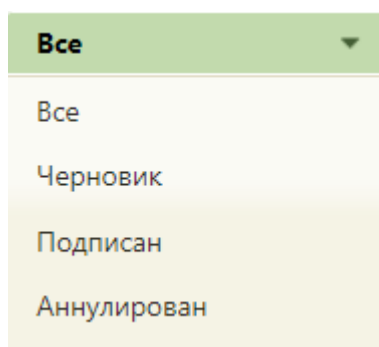 Все
Все
Черновик
Подписан
Аннулирован